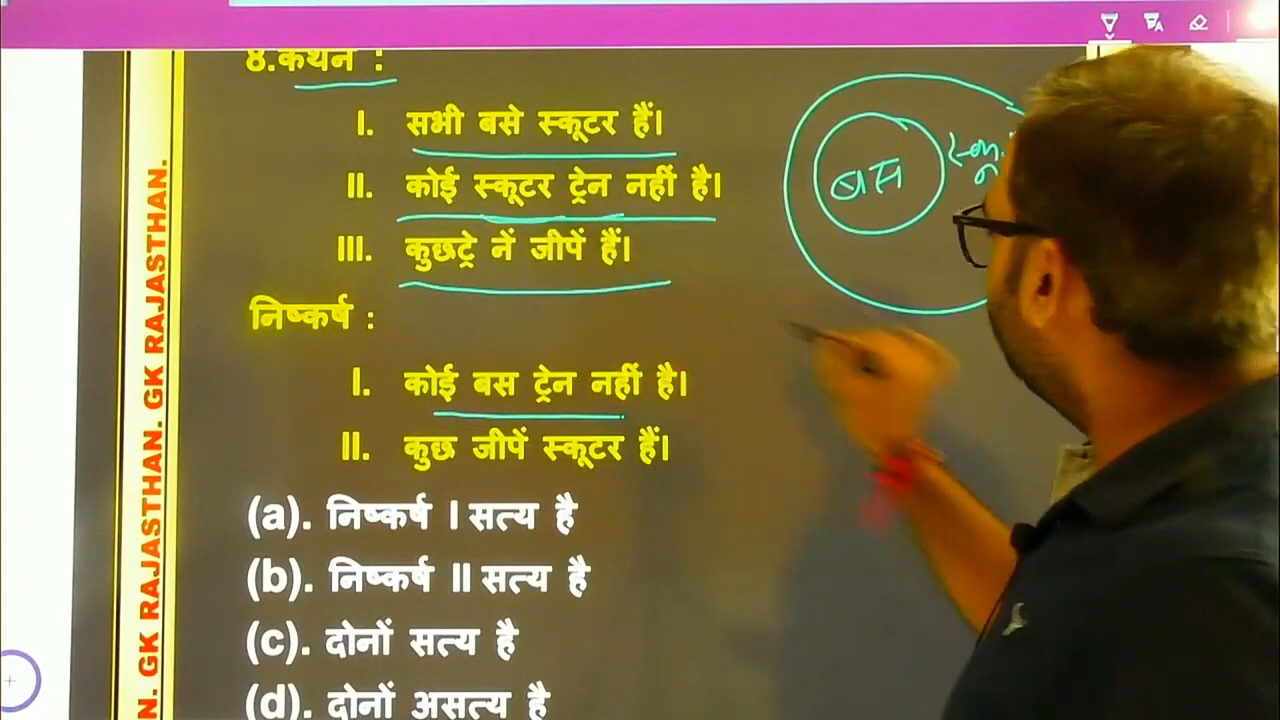 8.कथन :
I. सभी बसे स्कूटर हैं।
II. कोई स्कूटर ट्रेन नहीं है।
III. कुछट्रे नें जीपें हैं।
निष्कर्ष :
I. कोई बस ट्रेन नहीं है।
II. कुछ जीपें स्कूटर हैं।
(a). निष्कर्ष I सत्य है
(b). निष्कर्ष II सत्य है
(c). दोनों सत्य है
(d). दोनों असत्य है
बस
N. GK RAJASTHAN. GK RAJASTHAN.